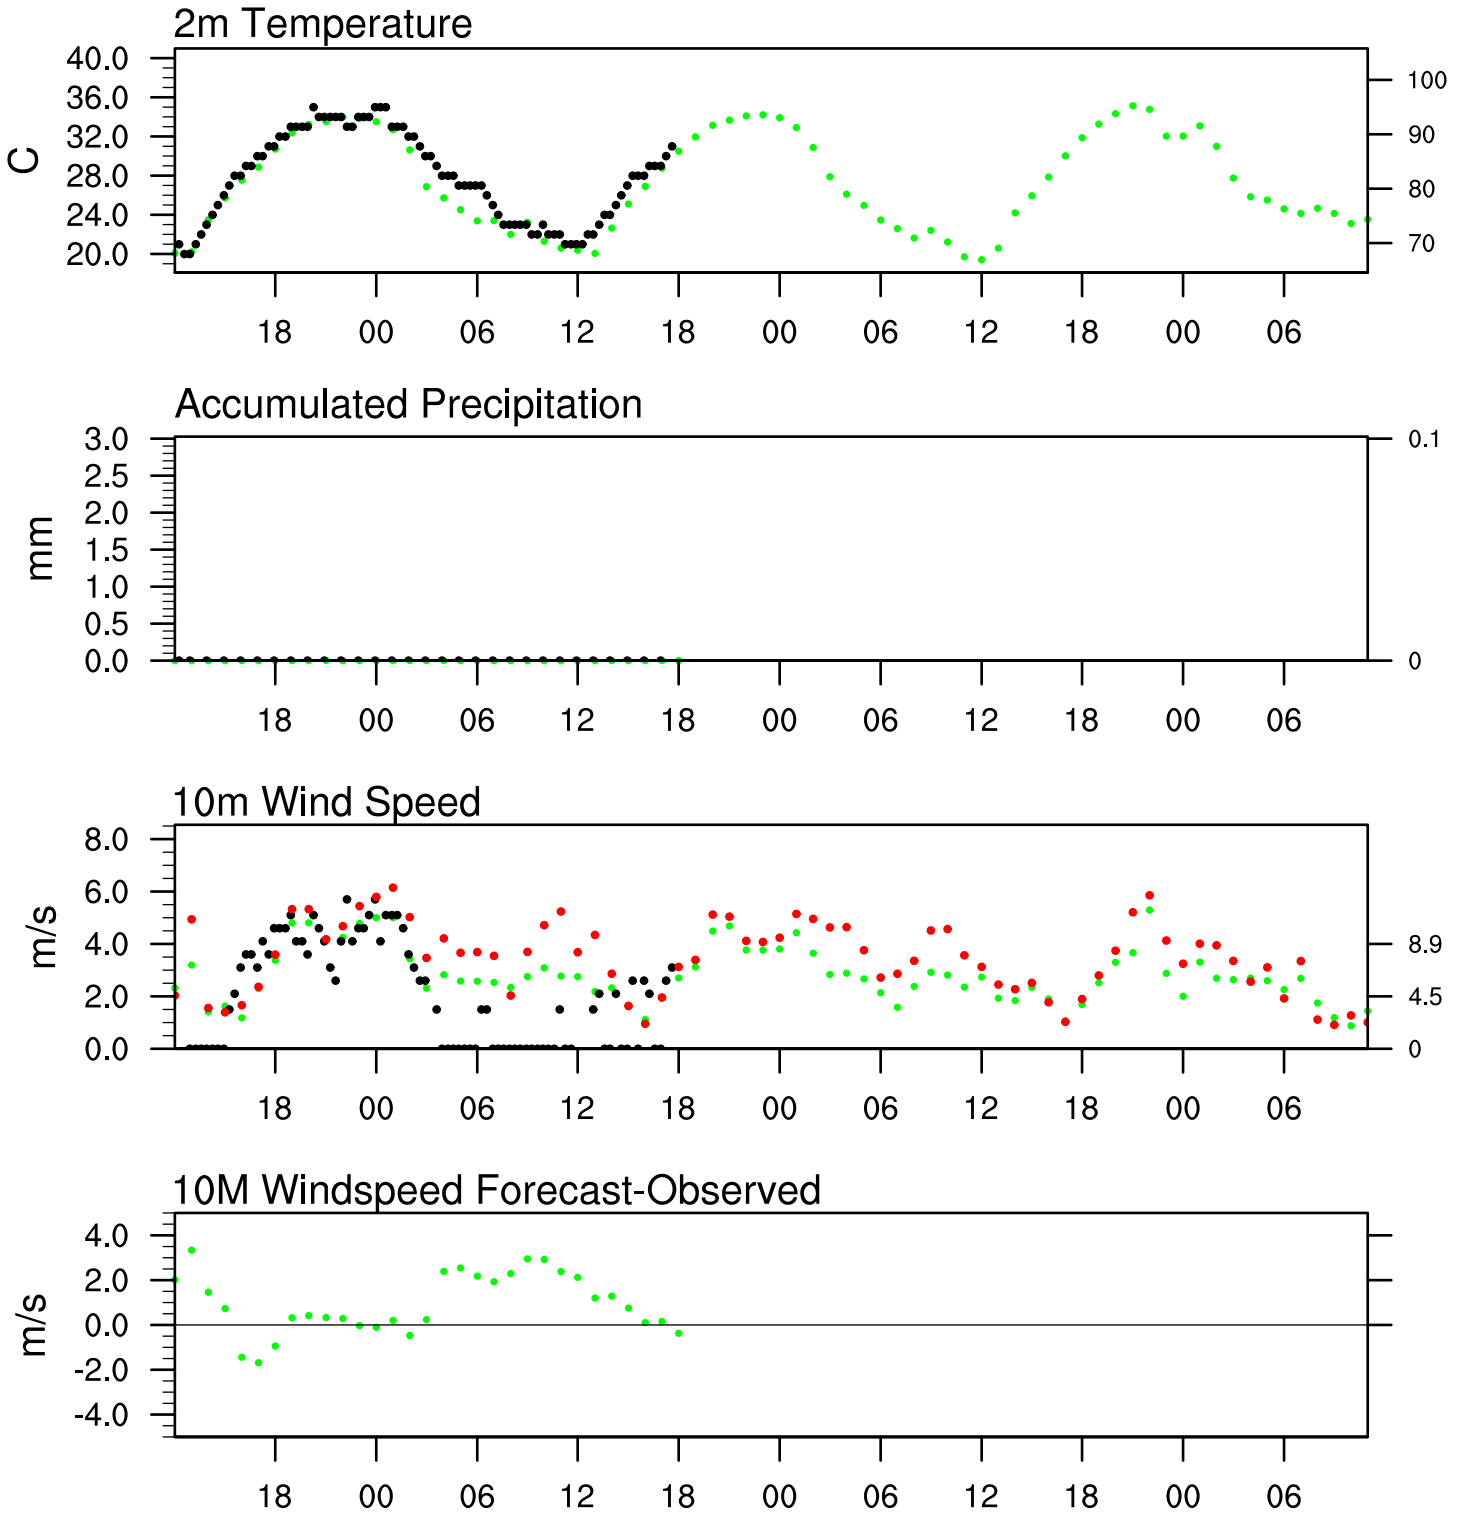 2m Temperature
40.0
36.0
32.0
28.0
24.0
20.0
C
100
90
80
70
18 00 06 12 18 00 06 12 18 00 06
Accumulated Precipitation
3.0
2.5
2.0
1.5
1.0
0.5
0.0
mm
0.1
0
18 00 06 12 18 00 06 12 18 00 06
10m Wind Speed
8.0
6.0
4.0
2.0
0.0
m/s
8.9
4.5
0
18 00 06 12 18 00 06 12 18 00 06
10M Windspeed Forecast-Observed
4.0
2.0
0.0
-2.0
-4.0
m/s
18 00 06 12 18 00 06 12 18 00 06